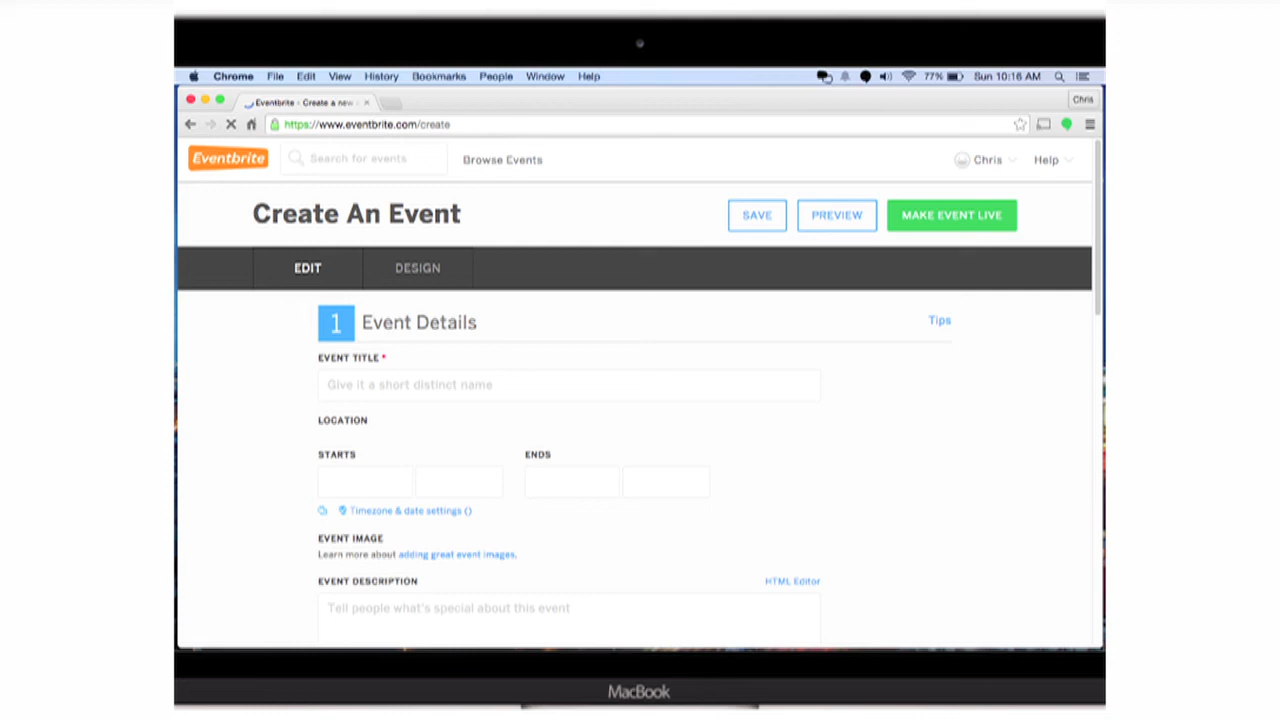 Chrome File Edit View History Bookmarks People Window Help 77% Sun 10:16 AM
Eventbrite - Create a new Chris
https://www.eventbrite.com/create
Eventbrite Search for events Browse Events Chris Help
Create An Event SAVE PREVIEW MAKE EVENT LIVE
EDIT DESIGN
1 Event Details Tips
EVENT TITLE *
Give it a short distinct name
LOCATION
STARTS ENDS
Timezone & date settings ()
EVENT IMAGE
Learn more about adding great event images.
EVENT DESCRIPTION HTML Editor
Tell people what's special about this event
MacBook